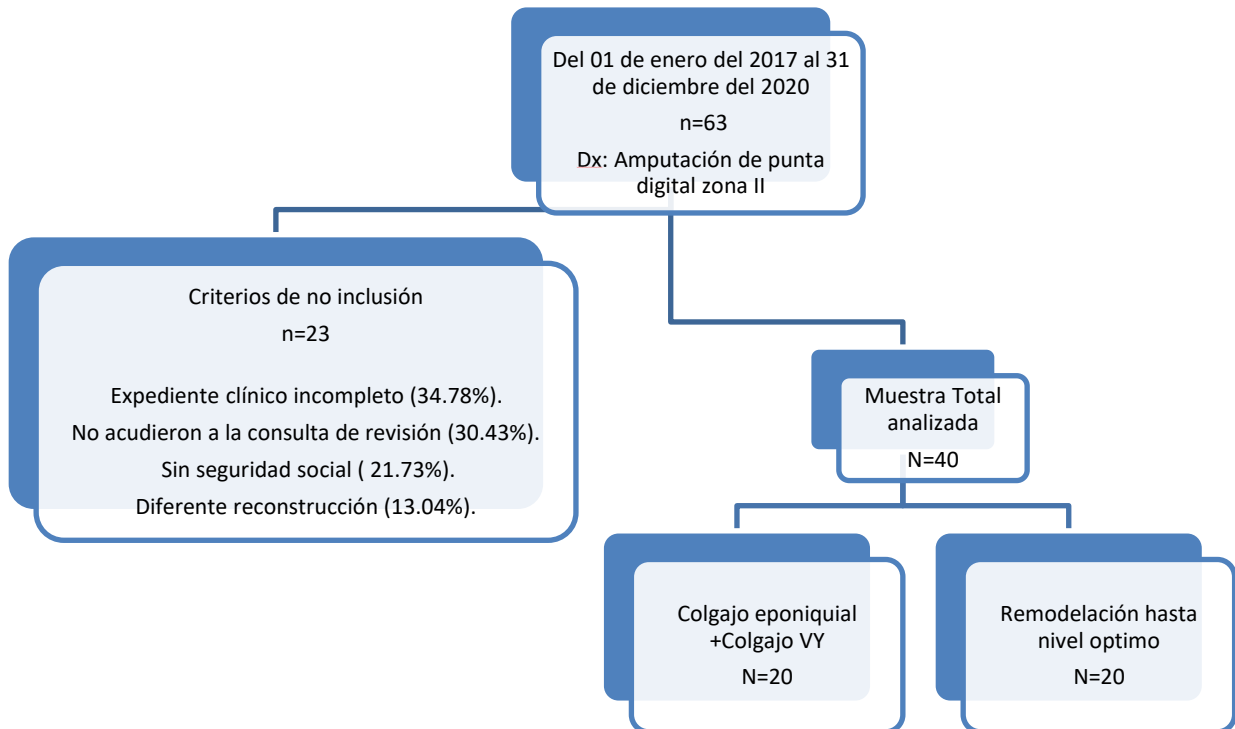 Del 01 de enero del 2017 al 31
de diciembre del 2020
n=63
Dx: Amputación de punta
digital zona II
Criterios de no inclusión
n=23
Expediente clínico incompleto (34.78%).
No acudieron a la consulta de revisión (30.43%).
Sin seguridad social ( 21.73%).
Diferente reconstrucción (13.04%).
Muestra Total
analizada
N=40
Colgajo eponiquial
+Colgajo VY
N=20
Remodelación hasta
nivel optimo
N=20